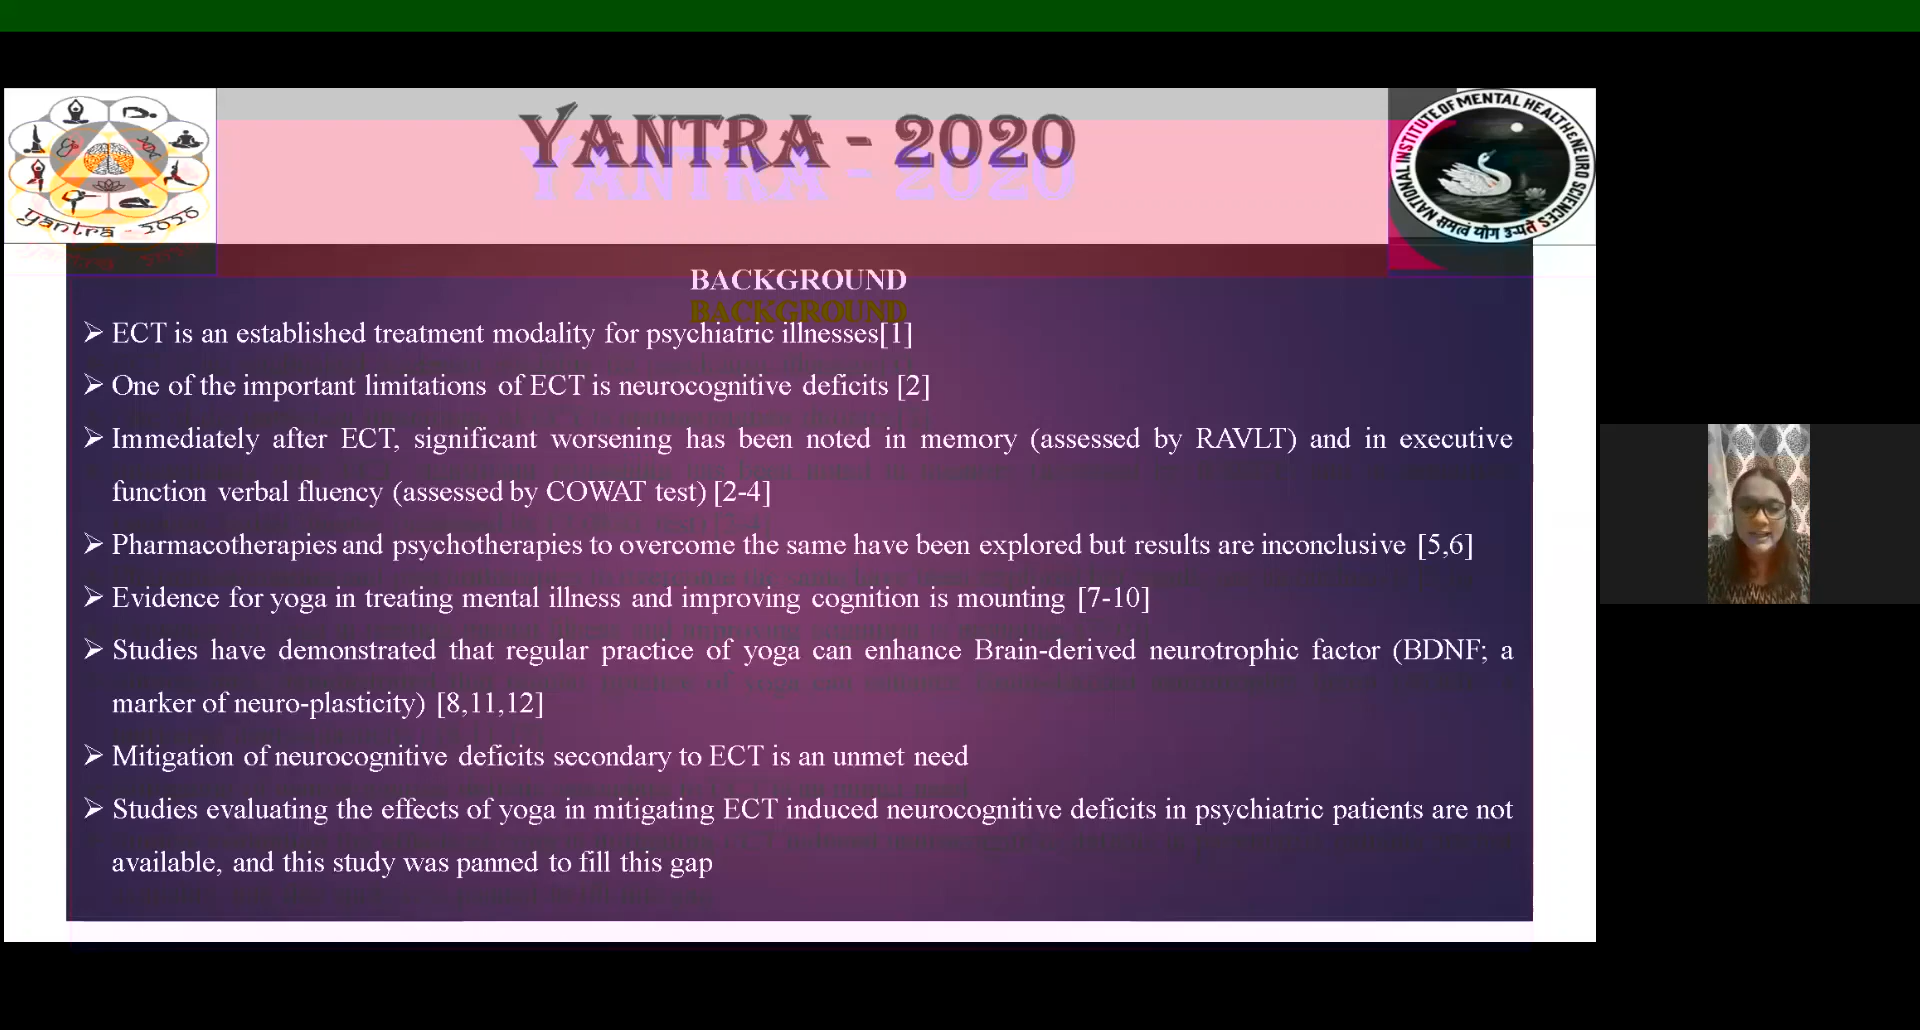 YANTRA - 2020
yantra - 2020
NATIONAL INSTITUTE OF MENTAL HEALTH & NEURO SCIENCES
समत्वं योग उच्यते
BACKGROUND
➢ ECT is an established treatment modality for psychiatric illnesses[1]
➢ One of the important limitations of ECT is neurocognitive deficits [2]
➢ Immediately after ECT, significant worsening has been noted in memory (assessed by RAVLT) and in executive
function verbal fluency (assessed by COWAT test) [2-4]
➢ Pharmacotherapies and psychotherapies to overcome the same have been explored but results are inconclusive [5,6]
➢ Evidence for yoga in treating mental illness and improving cognition is mounting [7-10]
➢ Studies have demonstrated that regular practice of yoga can enhance Brain-derived neurotrophic factor (BDNF; a
marker of neuro-plasticity) [8,11,12]
➢ Mitigation of neurocognitive deficits secondary to ECT is an unmet need
➢ Studies evaluating the effects of yoga in mitigating ECT induced neurocognitive deficits in psychiatric patients are not
available, and this study was panned to fill this gap